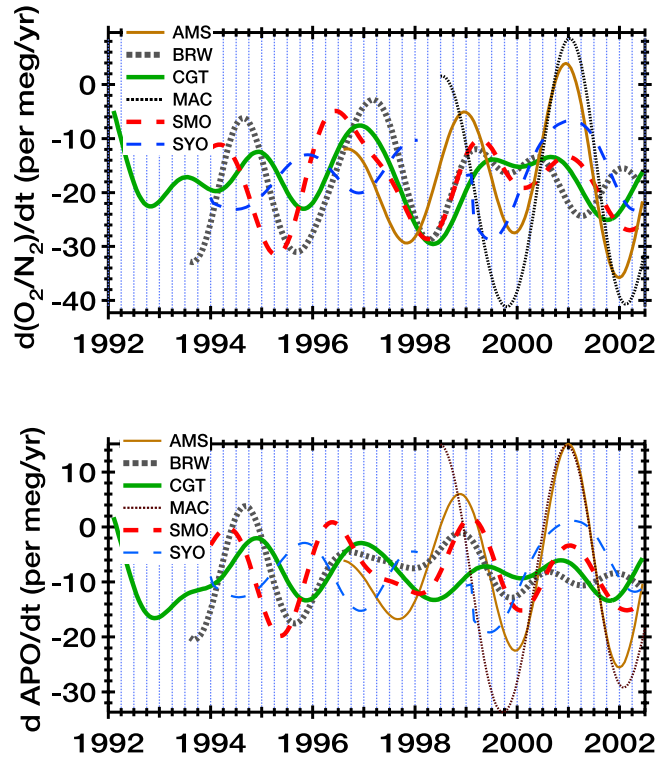 d(O₂/N₂)/dt (per meg/yr)
AMS
BRW
CGT
MAC
SMO
SYO
0
-10
-20
-30
-40
1992 1994 1996 1998 2000 2002
d APO/dt (per meg/yr)
AMS
BRW
CGT
MAC
SMO
SYO
10
0
-10
-20
-30
1992 1994 1996 1998 2000 2002